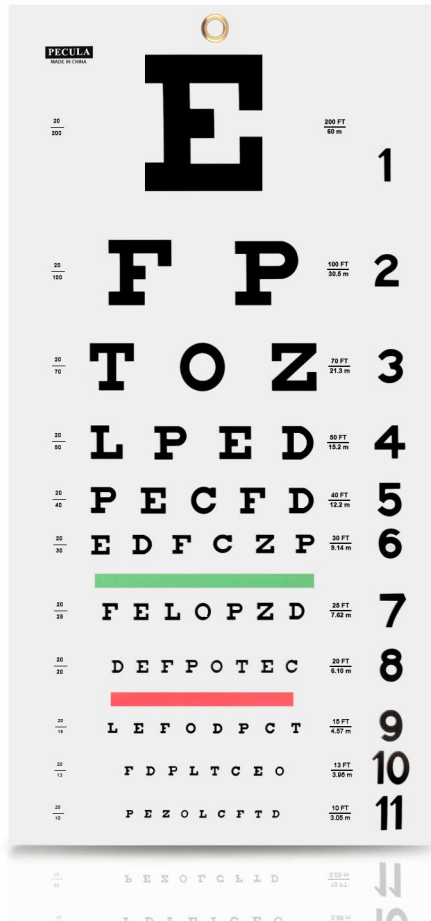 PECULA
MADE IN CHINA
20/200 E 200 FT/60 m 1
20/100 F P 100 FT/30.5 m 2
20/70 T O Z 70 FT/21.3 m 3
20/50 L P E D 50 FT/15.2 m 4
20/40 P E C F D 40 FT/12.2 m 5
20/30 E D F C Z P 30 FT/9.14 m 6
20/25 F E L O P Z D 25 FT/7.62 m 7
20/20 D E F P O T E C 20 FT/6.10 m 8
20/15 L E F O D P C T 15 FT/4.57 m 9
20/13 F D P L T C E O 13 FT/3.96 m 10
20/10 P E Z O L C F T D 10 FT/3.05 m 11